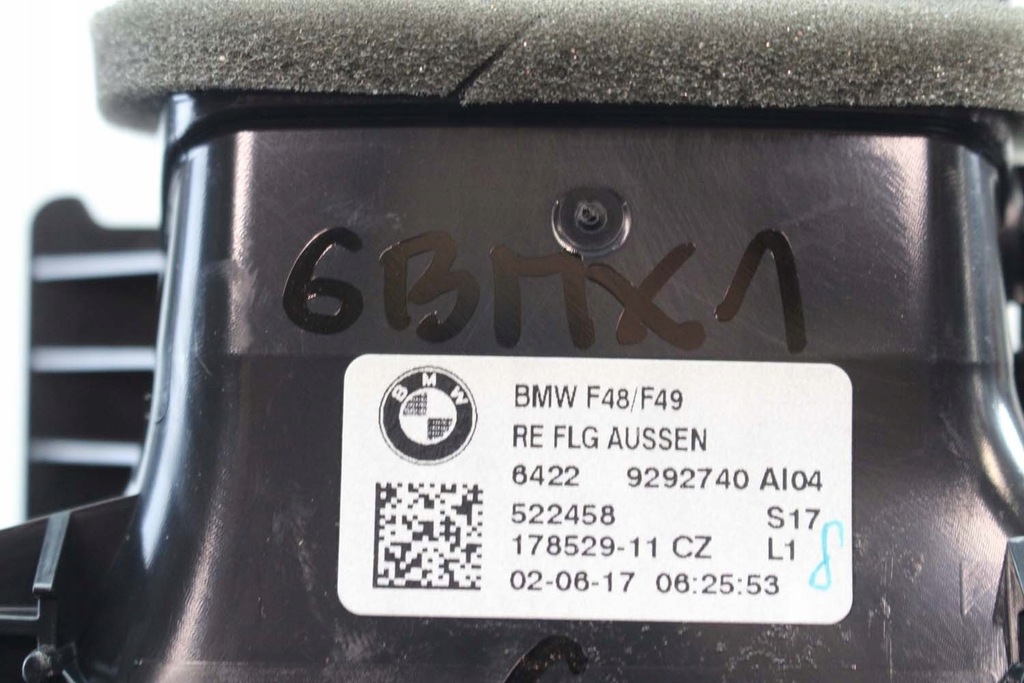 6BMX1
BMW
BMW F48/F49
RE FLG AUSSEN
6422 9292740 AI04
522458 S17
178529-11 CZ L1 8
02-06-17 06:25:53